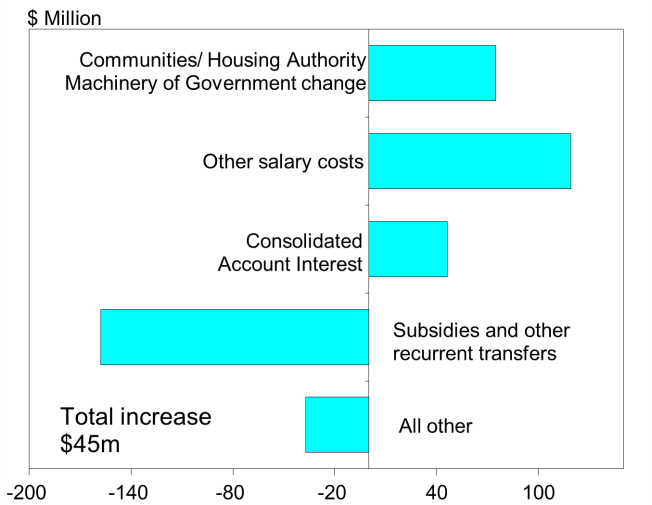 $ Million
Communities/ Housing Authority
Machinery of Government change
Other salary costs
Consolidated
Account Interest
Subsidies and other
recurrent transfers
Total increase
$45m
All other
-200 -140 -80 -20 40 100